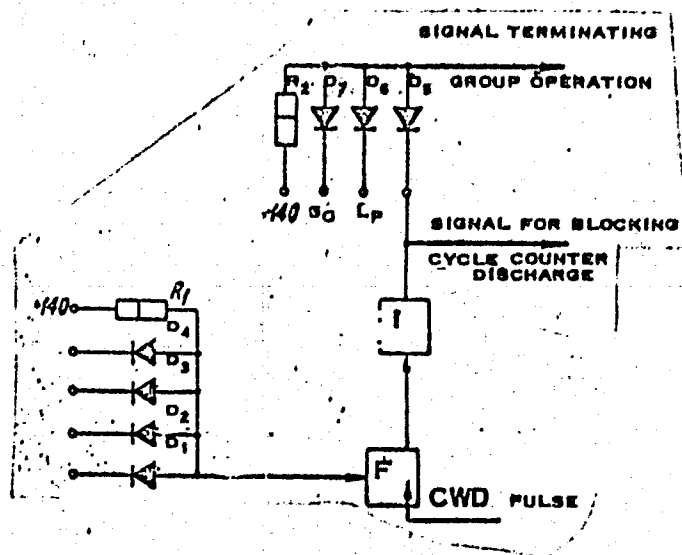 SIGNAL TERMINATING
R2 D7 D6 D5 GROUP OPERATION
+140
SIGNAL FOR BLOCKING
CYCLE COUNTER
DISCHARGE
+140 R1
D4
D3
I
D2
D1
F
CWD PULSE